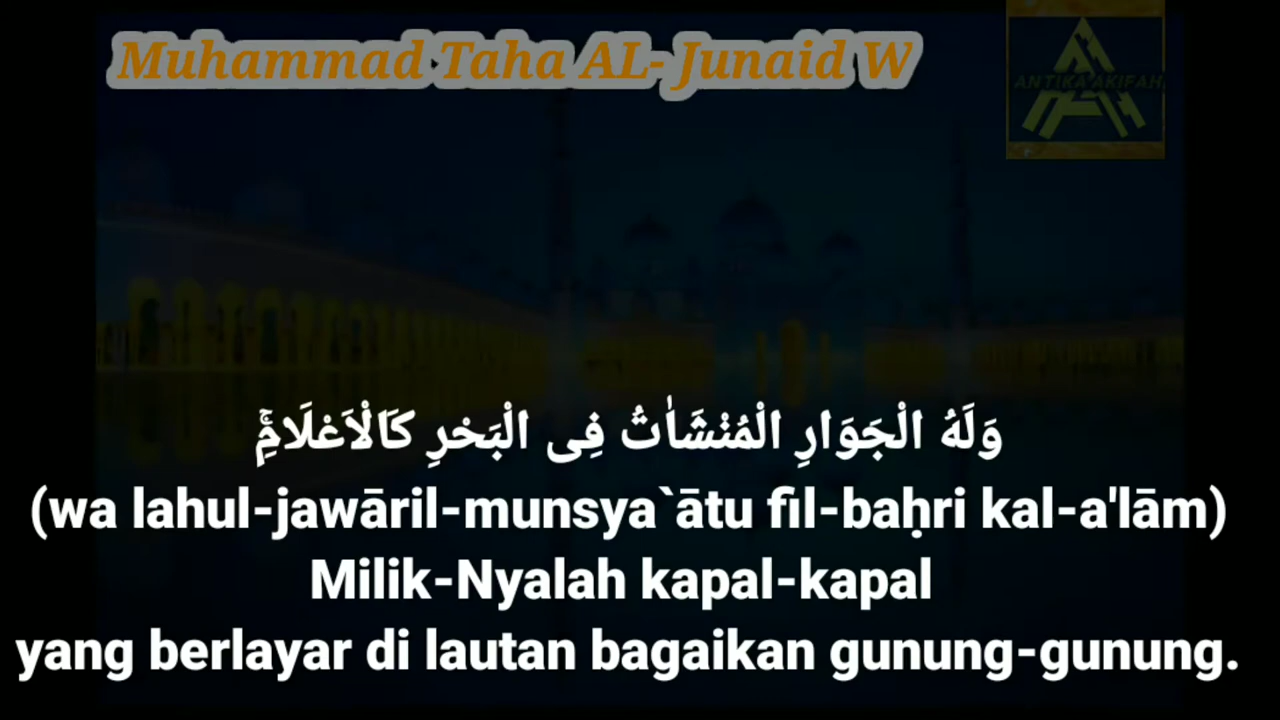 Muhammad Taha AL- Junaid W
ANTIKA AKIFAH
وَلَهُ الْجَوَارِ الْمُنْشَاٰتُ فِى الْبَحْرِ كَالْاَعْلَامِۚ
(wa lahul-jawāril-munsya`ātu fil-baḥri kal-a'lām)
Milik-Nyalah kapal-kapal
yang berlayar di lautan bagaikan gunung-gunung.